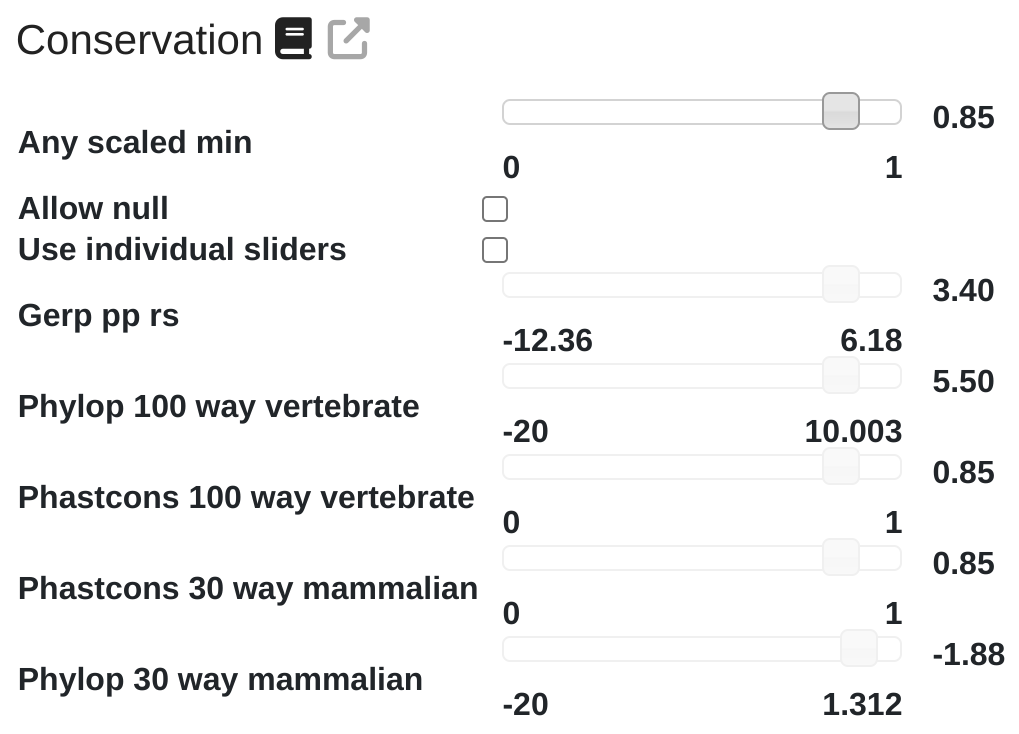 Conservation
Any scaled min
0.85
0 1
Allow null
Use individual sliders
Gerp pp rs
3.40
-12.36 6.18
Phylop 100 way vertebrate
5.50
-20 10.003
Phastcons 100 way vertebrate
0.85
0 1
Phastcons 30 way mammalian
0.85
0 1
Phylop 30 way mammalian
-1.88
-20 1.312